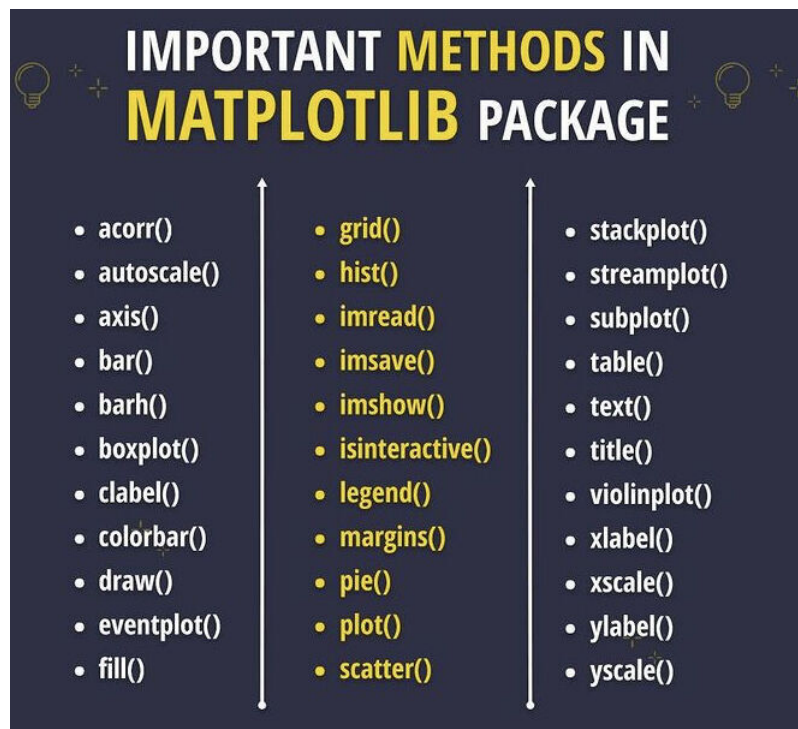 IMPORTANT METHODS IN
MATPLOTLIB PACKAGE
• acorr()
• autoscale()
• axis()
• bar()
• barh()
• boxplot()
• clabel()
• colorbar()
• draw()
• eventplot()
• fill()
• grid()
• hist()
• imread()
• imsave()
• imshow()
• isinteractive()
• legend()
• margins()
• pie()
• plot()
• scatter()
• stackplot()
• streamplot()
• subplot()
• table()
• text()
• title()
• violinplot()
• xlabel()
• xscale()
• ylabel()
• yscale()